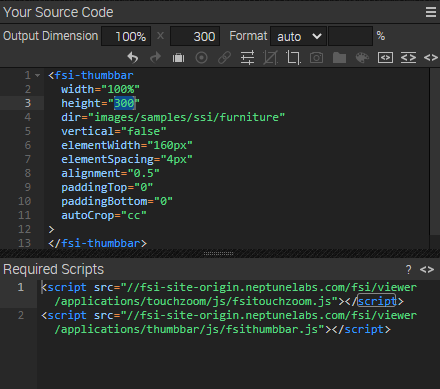 Your Source Code
Output Dimension 100% X 300 Format auto %
1 <fsi-thumbbar
2 width="100%"
3 height="300"
4 dir="images/samples/ssi/furniture"
5 vertical="false"
6 elementWidth="160px"
7 elementSpacing="4px"
8 alignment="0.5"
9 paddingTop="0"
10 paddingBottom="0"
11 autoCrop="cc"
12 >
13 </fsi-thumbbar>
Required Scripts ? <>
1 <script src="//fsi-site-origin.neptunelabs.com/fsi/viewer
/applications/touchzoom/js/fsitouchzoom.js"></script>
2 <script src="//fsi-site-origin.neptunelabs.com/fsi/viewer
/applications/thumbbar/js/fsithumbbar.js"></script>